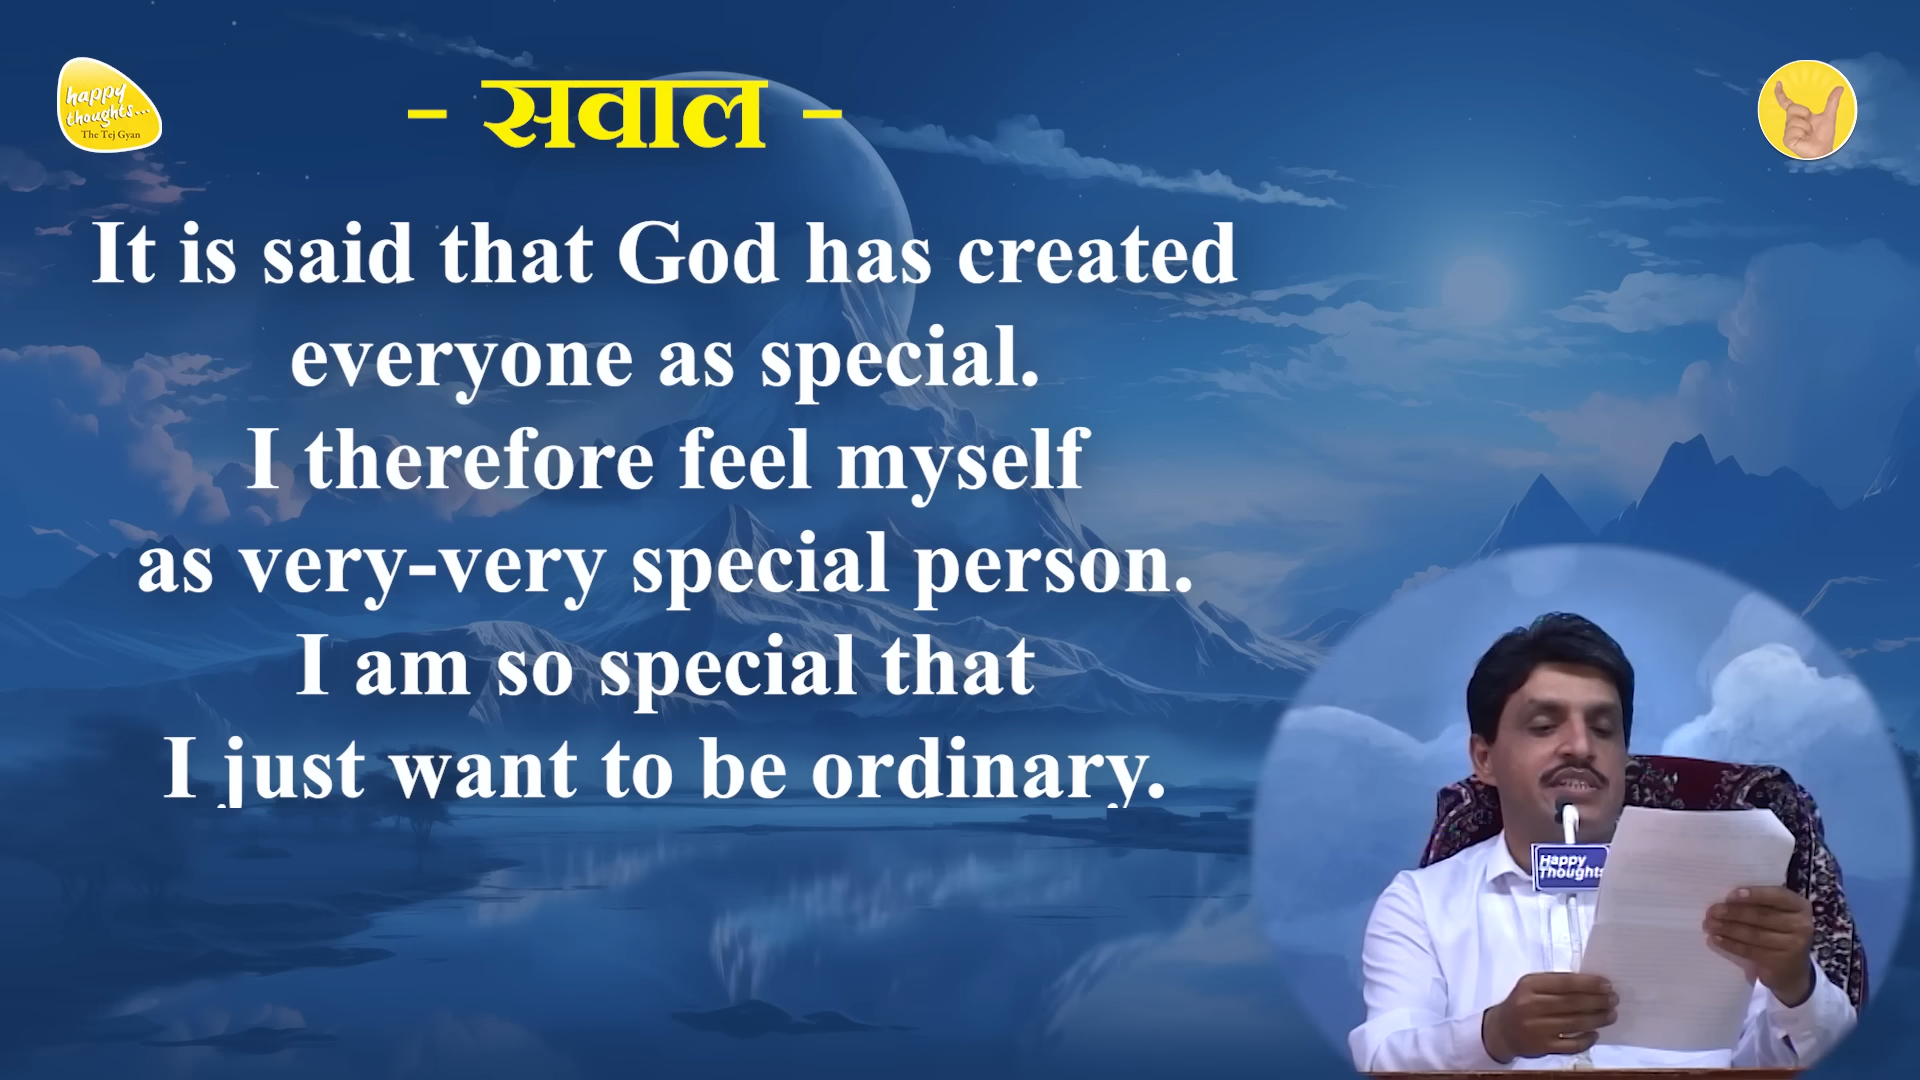 happy
thoughts...
The Tej Gyan
- सवाल -
It is said that God has created
everyone as special.
I therefore feel myself
as very-very special person.
I am so special that
I just want to be ordinary.
Happy
Thoughts